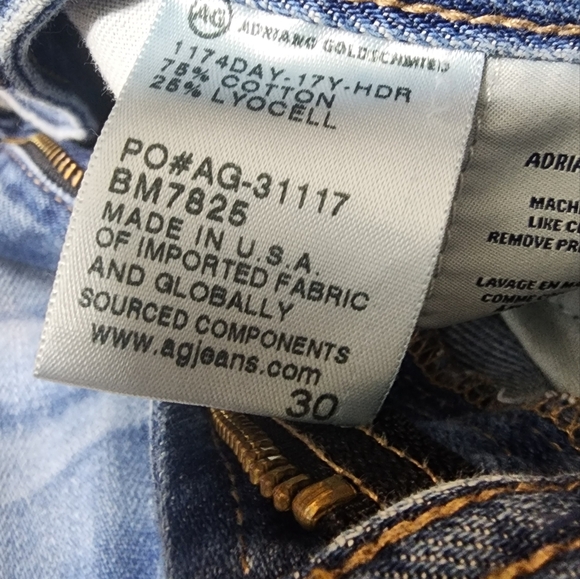 AG ADRIANO GOLDSCHMIED
1174DAY-17Y-HDR
75% COTTON
25% LYOCELL
PO#AG-31117
BM7825
MADE IN U.S.A.
OF IMPORTED FABRIC
AND GLOBALLY
SOURCED COMPONENTS
www.agjeans.com
30
ADRIA
MACH
LIKE C
REMOVE PR
LAVAGE EN M
COMME